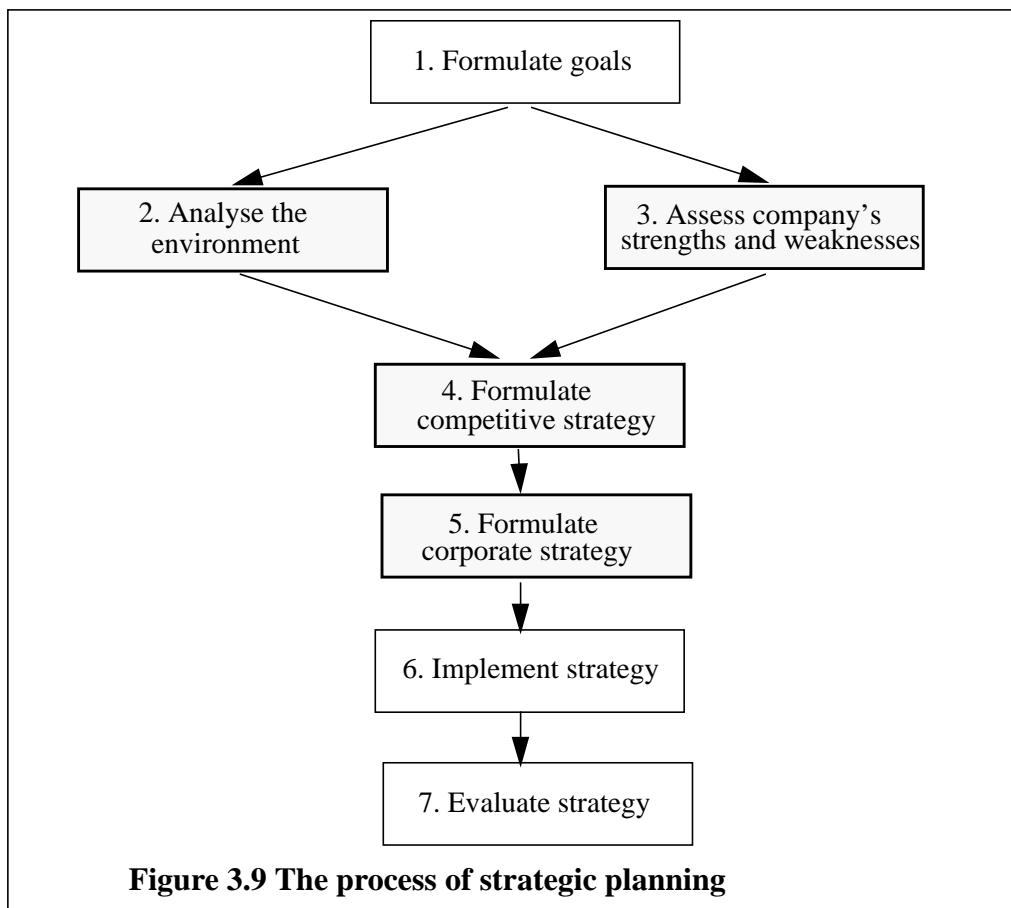 1. Formulate goals
2. Analyse the
environment
3. Assess company’s
strengths and weaknesses
4. Formulate
competitive strategy
5. Formulate
corporate strategy
6. Implement strategy
7. Evaluate strategy
Figure 3.9 The process of strategic planning